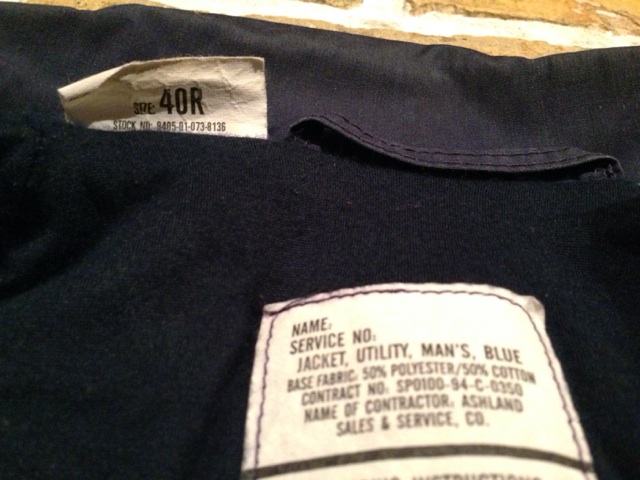 SIZE: 40R
STOCK NO: 8405-01-073-8136
NAME:
SERVICE NO:
JACKET, UTILITY, MAN'S, BLUE
BASE FABRIC: 50% POLYESTER/50% COTTON
CONTRACT NO: SP0100-94-C-0350
NAME OF CONTRACTOR: ASHLAND
SALES & SERVICE, CO.
INSTRUCTIONS